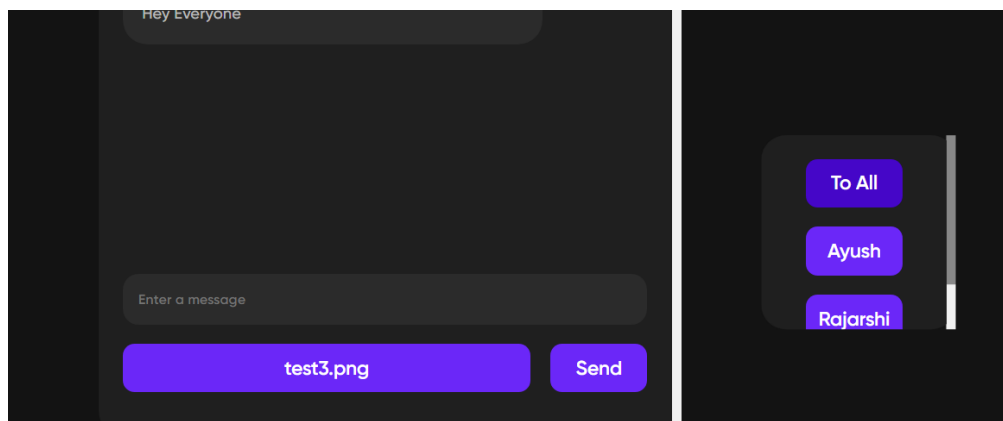 Hey Everyone
Enter a message
test3.png
Send
To All
Ayush
Rajarshi